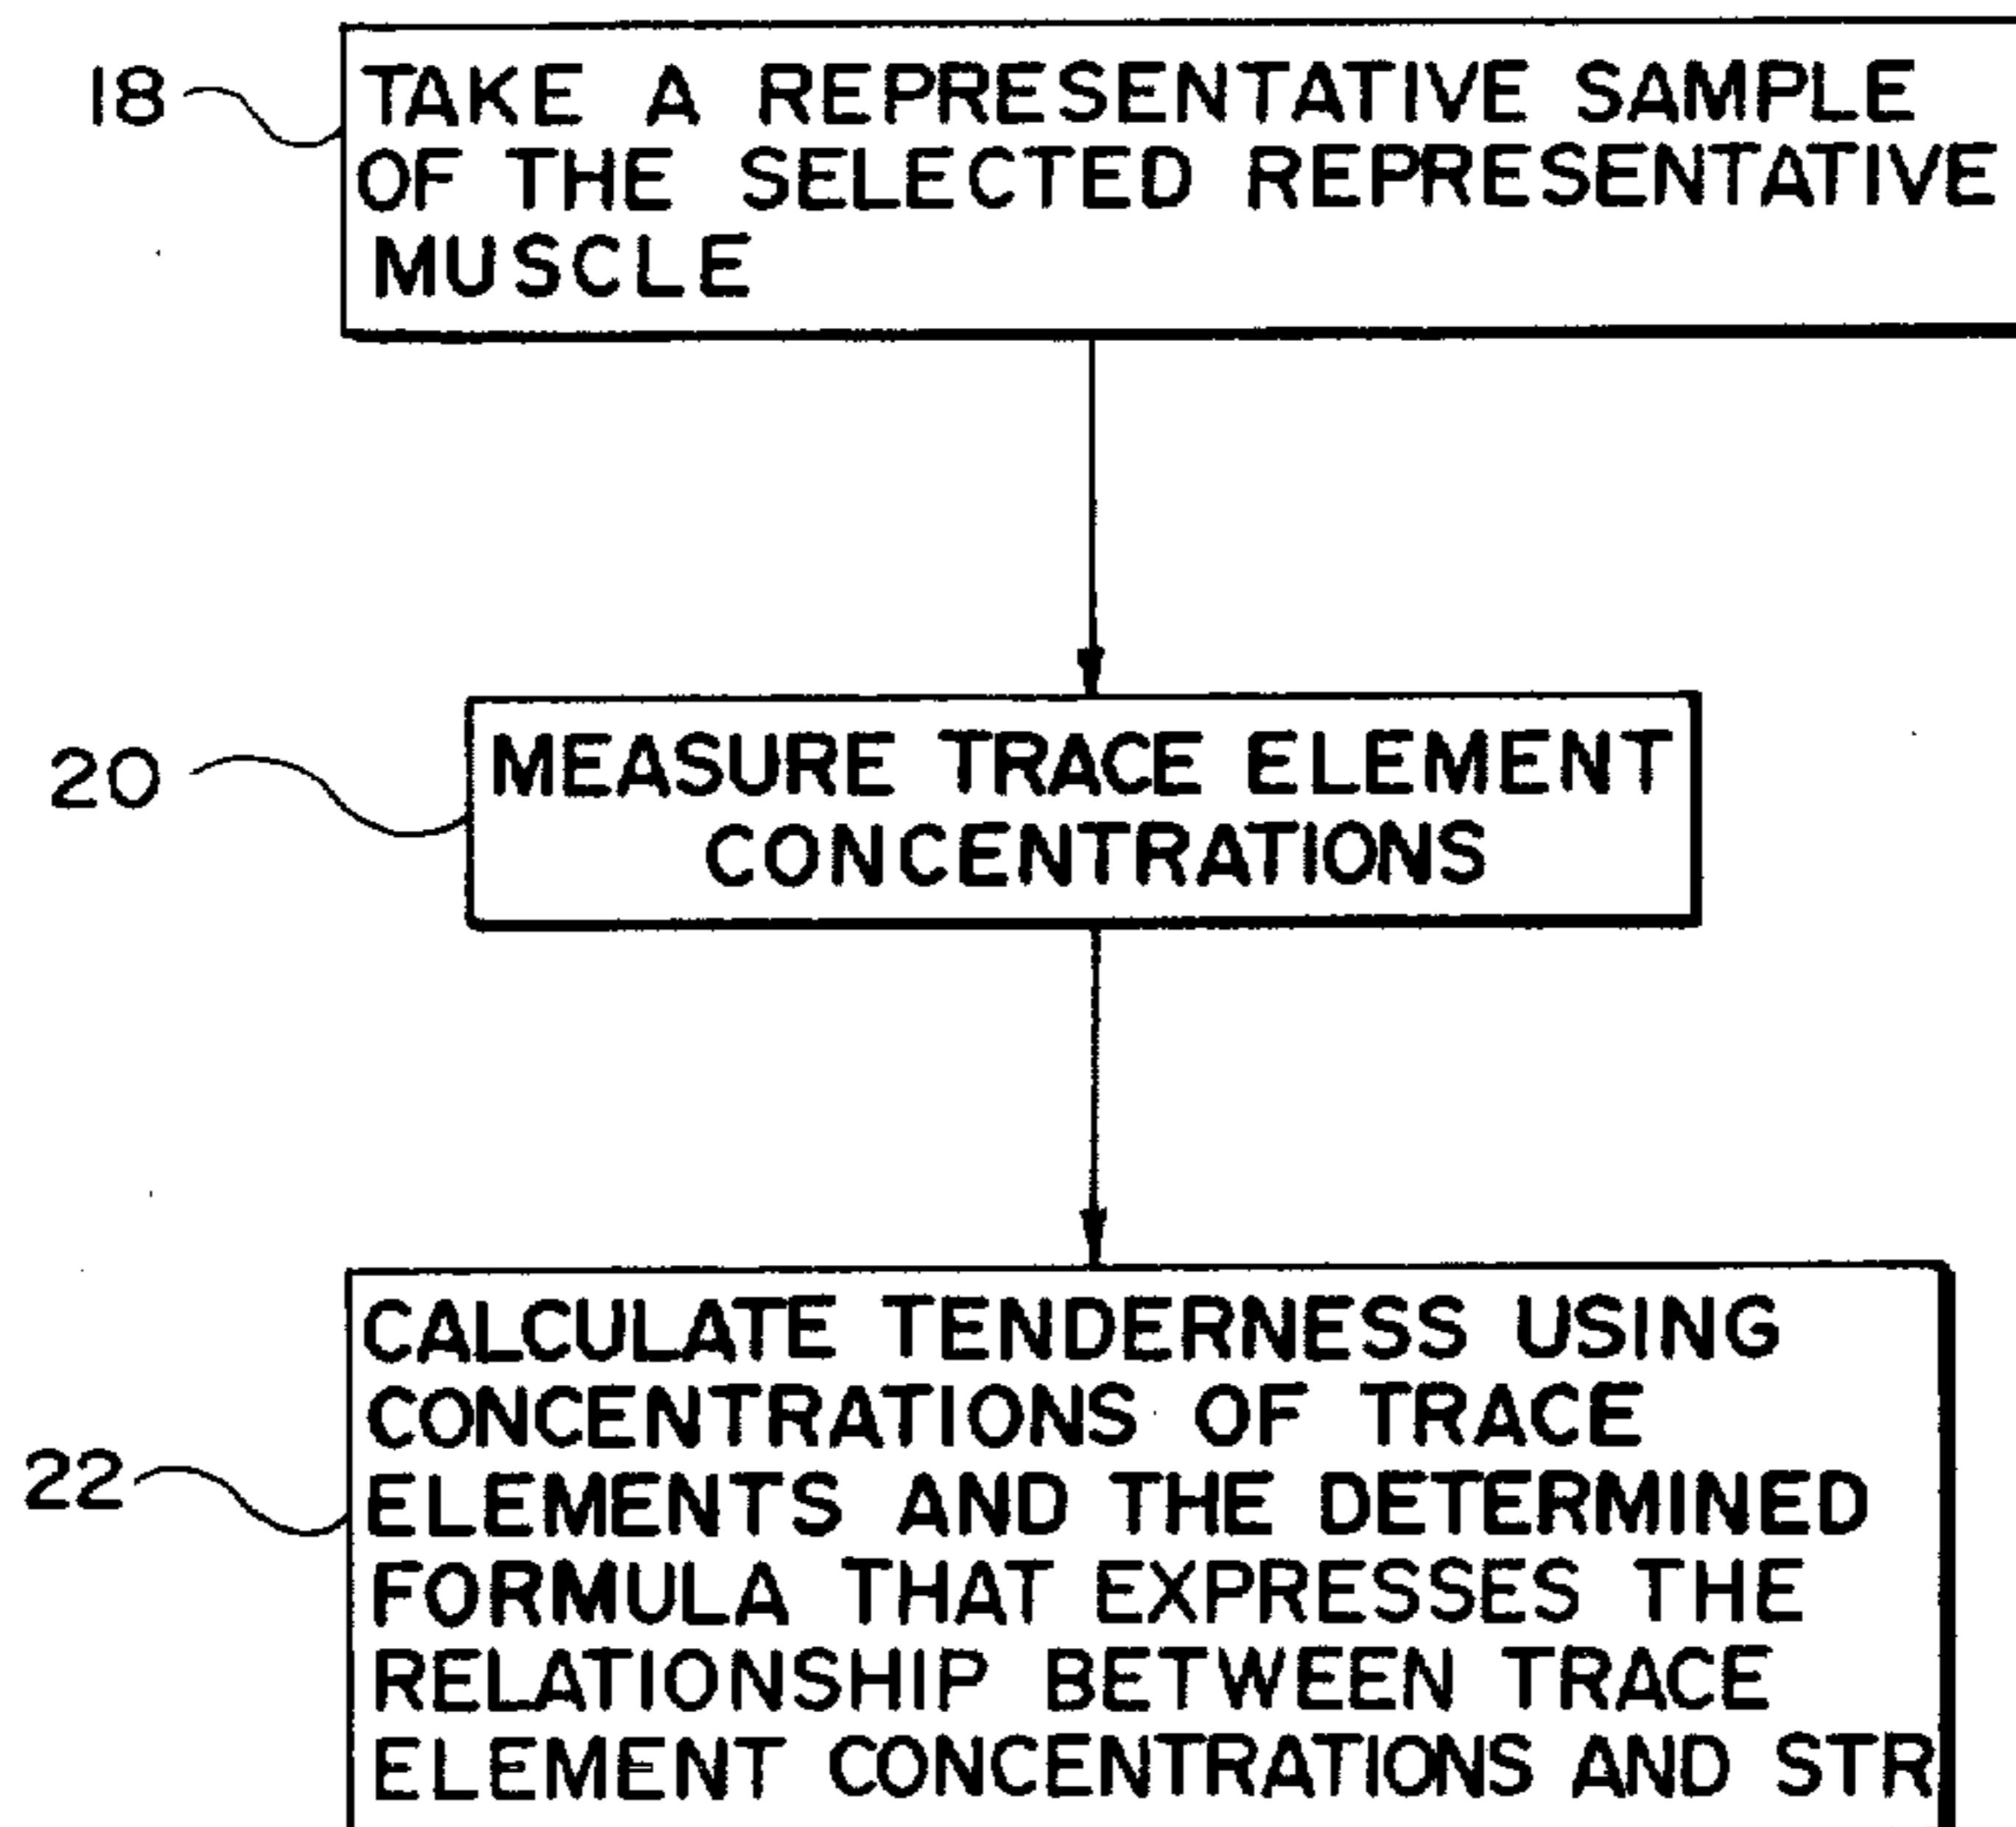 18
TAKE A REPRESENTATIVE SAMPLE
OF THE SELECTED REPRESENTATIVE
MUSCLE
20
MEASURE TRACE ELEMENT
CONCENTRATIONS
22
CALCULATE TENDERNESS USING
CONCENTRATIONS OF TRACE
ELEMENTS AND THE DETERMINED
FORMULA THAT EXPRESSES THE
RELATIONSHIP BETWEEN TRACE
ELEMENT CONCENTRATIONS AND STR